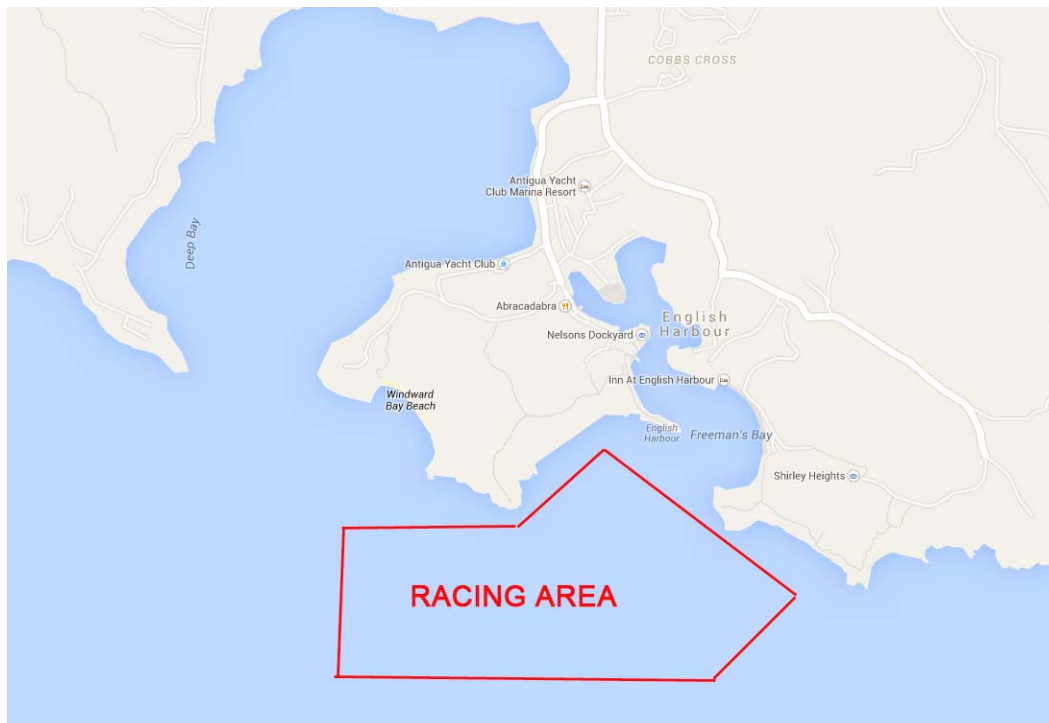 COBBS CROSS
Antigua Yacht
Club Marina Resort
Deep Bay
Antigua Yacht Club
Abracadabra
English
Harbour
Nelsons Dockyard
Inn At English Harbour
Windward
Bay Beach
English
Harbour
Freeman's Bay
Shirley Heights
RACING AREA